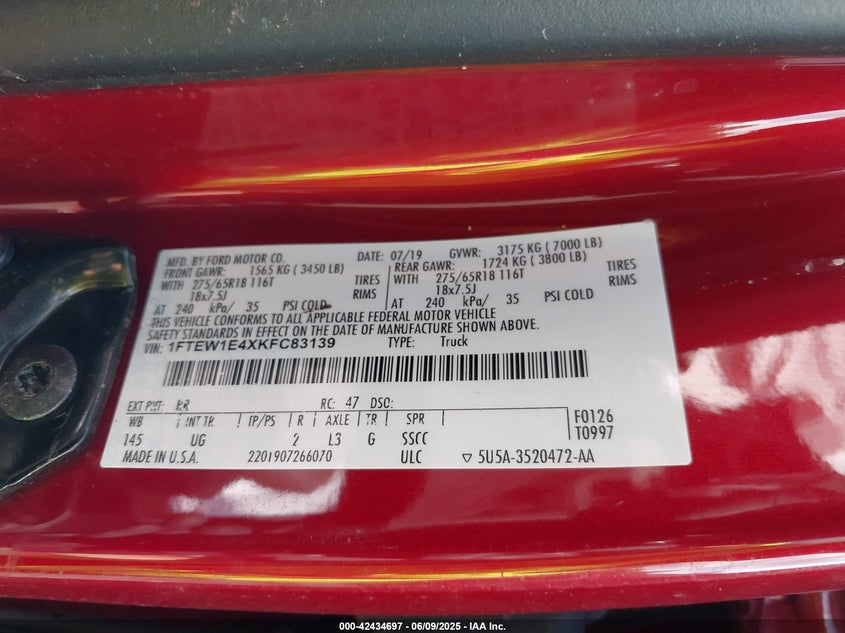 MFD. BY FORD MOTOR CO. DATE: 07/19 GVWR: 3175 KG ( 7000 LB)
FRONT GAWR: 1565 KG ( 3450 LB) REAR GAWR: 1724 KG ( 3800 LB)
WITH 275/65R18 116T TIRES WITH 275/65R18 116T TIRES
18x7.5J RIMS 18x7.5J RIMS
AT 240 kPa/ 35 PSI COLD AT 240 kPa/ 35 PSI COLD
THIS VEHICLE CONFORMS TO ALL APPLICABLE FEDERAL MOTOR VEHICLE
SAFETY STANDARDS IN EFFECT ON THE DATE OF MANUFACTURE SHOWN ABOVE.
VIN: 1FTEW1E4XKFC83139 TYPE: Truck
EXT PNT: RR RC: 47 DSO:
WB INT TR TP/PS R AXLE TR SPR F0126
145 UG 2 L3 G SSCC T0997
MADE IN U.S.A. 2201907266070 ULC ▽ 5U5A-3520472-AA
000-42434697 - 06/09/2025 - IAA Inc.